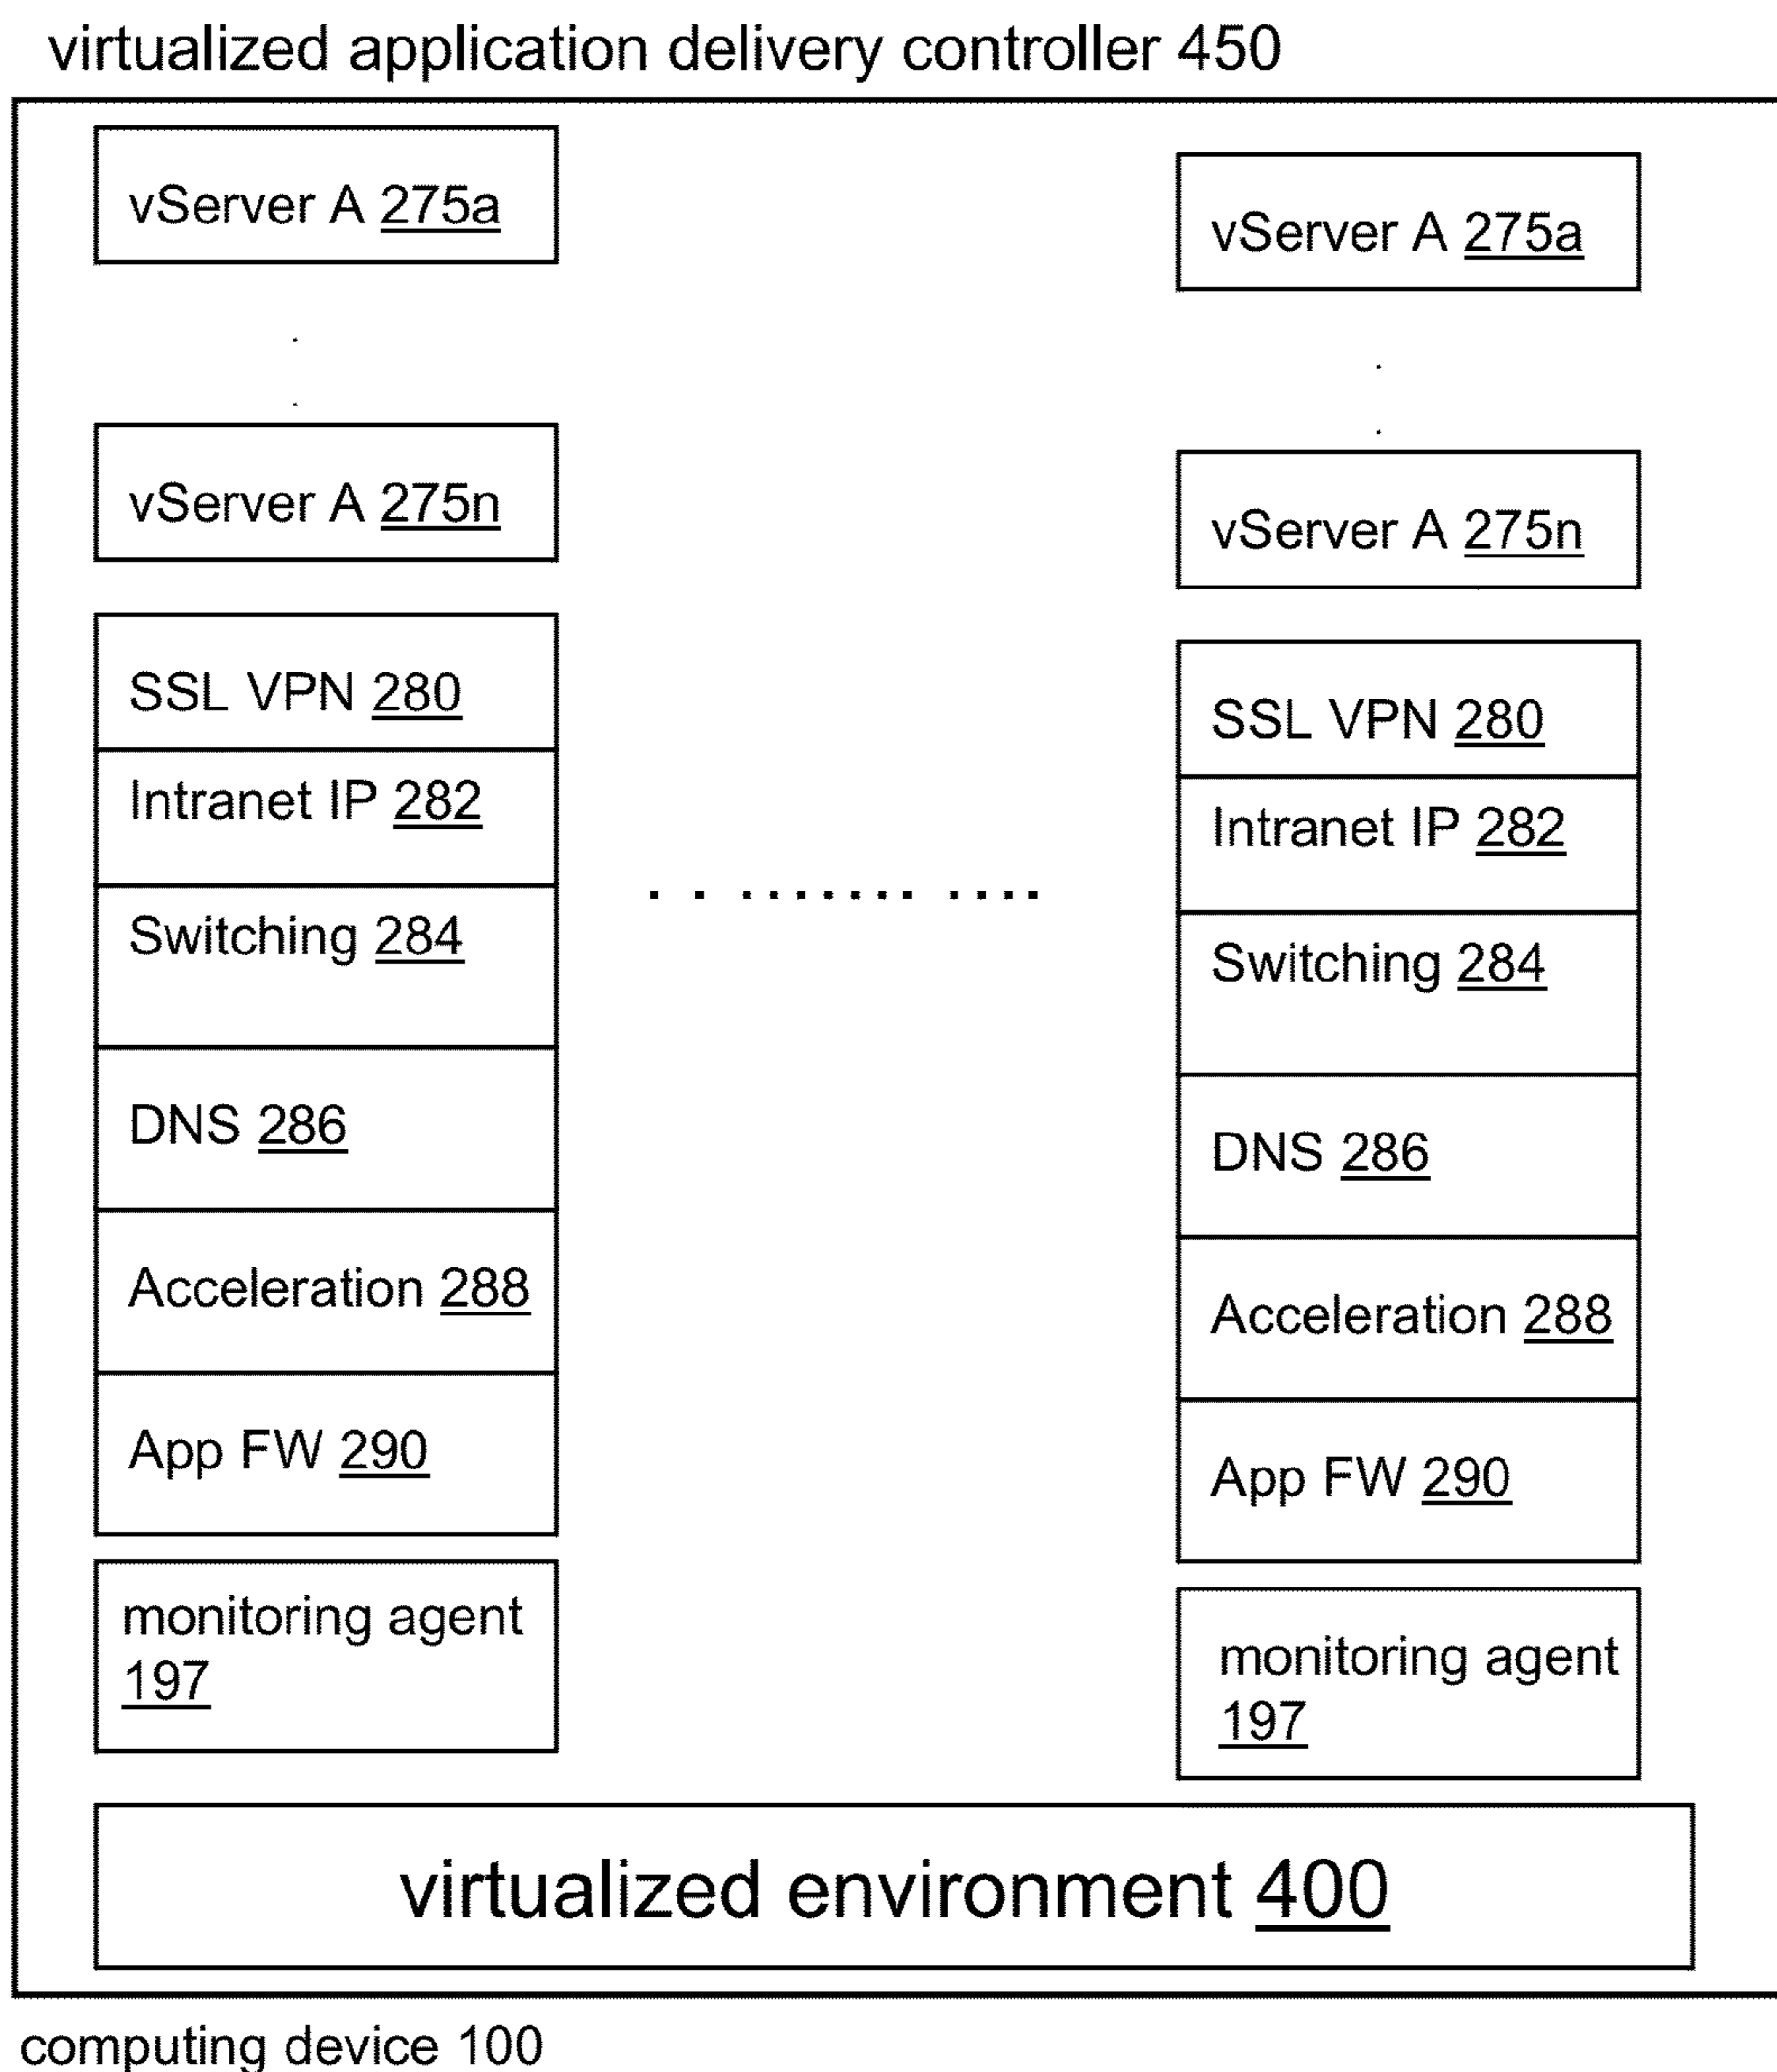 virtualized application delivery controller 450
vServer A 275a
vServer A 275n
SSL VPN 280
Intranet IP 282
Switching 284
DNS 286
Acceleration 288
App FW 290
monitoring agent
197
vServer A 275a
vServer A 275n
SSL VPN 280
Intranet IP 282
Switching 284
DNS 286
Acceleration 288
App FW 290
monitoring agent
197
virtualized environment 400
computing device 100